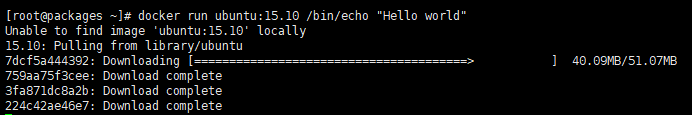 [root@packages ~]# docker run ubuntu:15.10 /bin/echo "Hello world"
Unable to find image 'ubuntu:15.10' locally
15.10: Pulling from library/ubuntu
7dcf5a444392: Downloading [=======================================>           ]  40.09MB/51.07MB
759aa75f3cee: Download complete
3fa871dc8a2b: Download complete
224c42ae46e7: Download complete